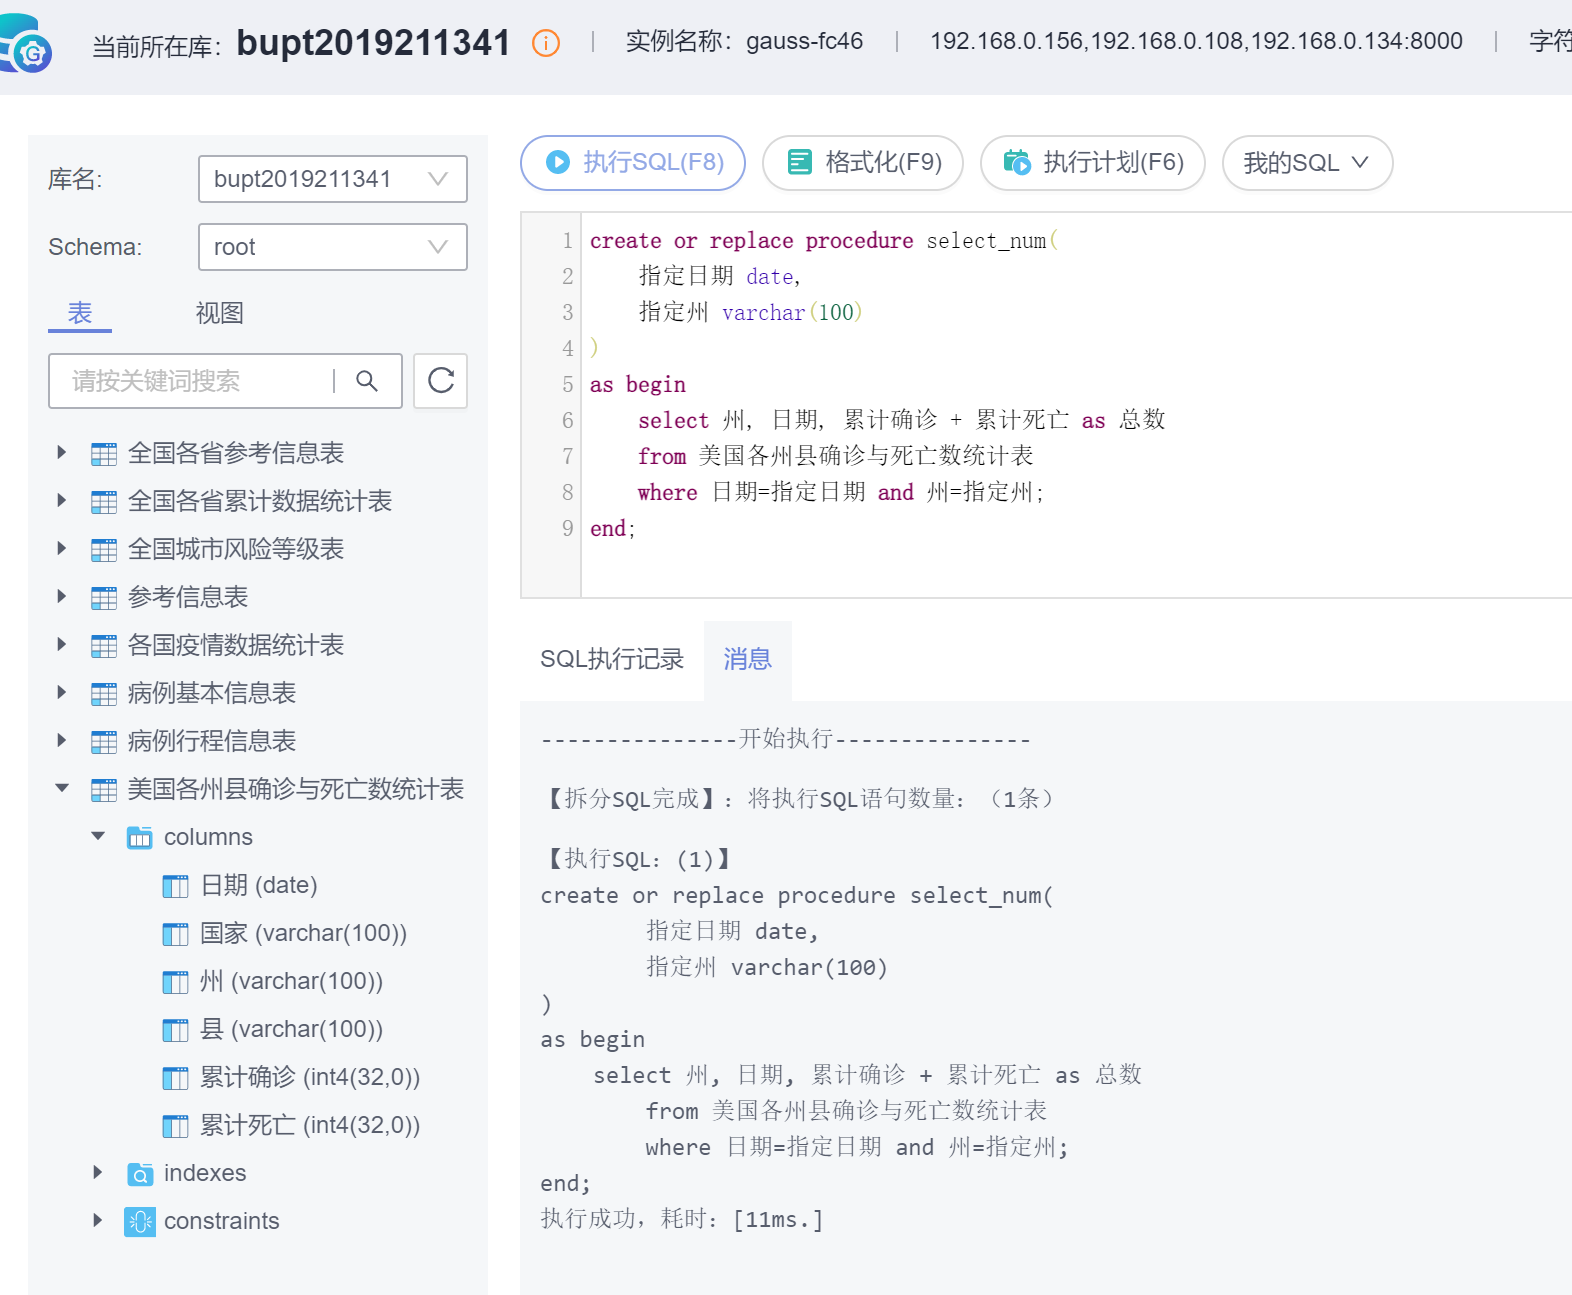 当前所在库: bupt2019211341 | 实例名称: gauss-fc46 | 192.168.0.156,192.168.0.108,192.168.0.134:8000 | 字符
库名: bupt2019211341
Schema: root
表 视图
请按关键词搜索
全国各省参考信息表
全国各省累计数据统计表
全国城市风险等级表
参考信息表
各国疫情数据统计表
病例基本信息表
病例行程信息表
美国各州县确诊与死亡数统计表
columns
日期 (date)
国家 (varchar(100))
州 (varchar(100))
县 (varchar(100))
累计确诊 (int4(32,0))
累计死亡 (int4(32,0))
indexes
constraints
执行SQL(F8) 格式化(F9) 执行计划(F6) 我的SQL
1 create or replace procedure select_num(
2 指定日期 date,
3 指定州 varchar(100)
4 )
5 as begin
6 select 州, 日期, 累计确诊 + 累计死亡 as 总数
7 from 美国各州县确诊与死亡数统计表
8 where 日期=指定日期 and 州=指定州;
9 end;
SQL执行记录 消息
---------------开始执行---------------
【拆分SQL完成】: 将执行SQL语句数量: (1条)
【执行SQL: (1)】
create or replace procedure select_num(
指定日期 date,
指定州 varchar(100)
)
as begin
select 州, 日期, 累计确诊 + 累计死亡 as 总数
from 美国各州县确诊与死亡数统计表
where 日期=指定日期 and 州=指定州;
end;
执行成功, 耗时: [11ms.]